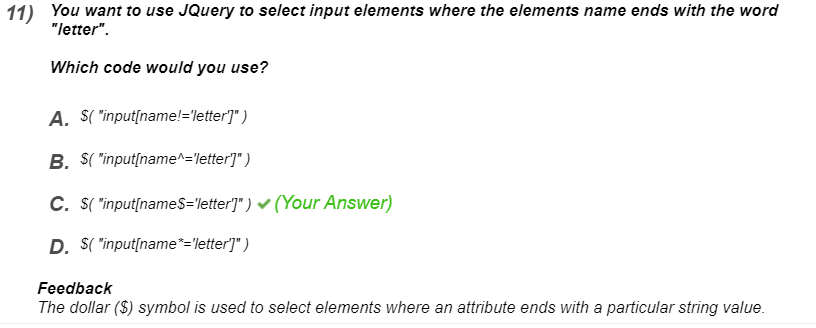 11) You want to use JQuery to select input elements where the elements name ends with the word
"letter".
Which code would you use?
A. $( "input[name!='letter']" )
B. $( "input[name^='letter']" )
C. $( "input[name$='letter']" ) ✔ (Your Answer)
D. $( "input[name*='letter']" )
Feedback
The dollar ($) symbol is used to select elements where an attribute ends with a particular string value.